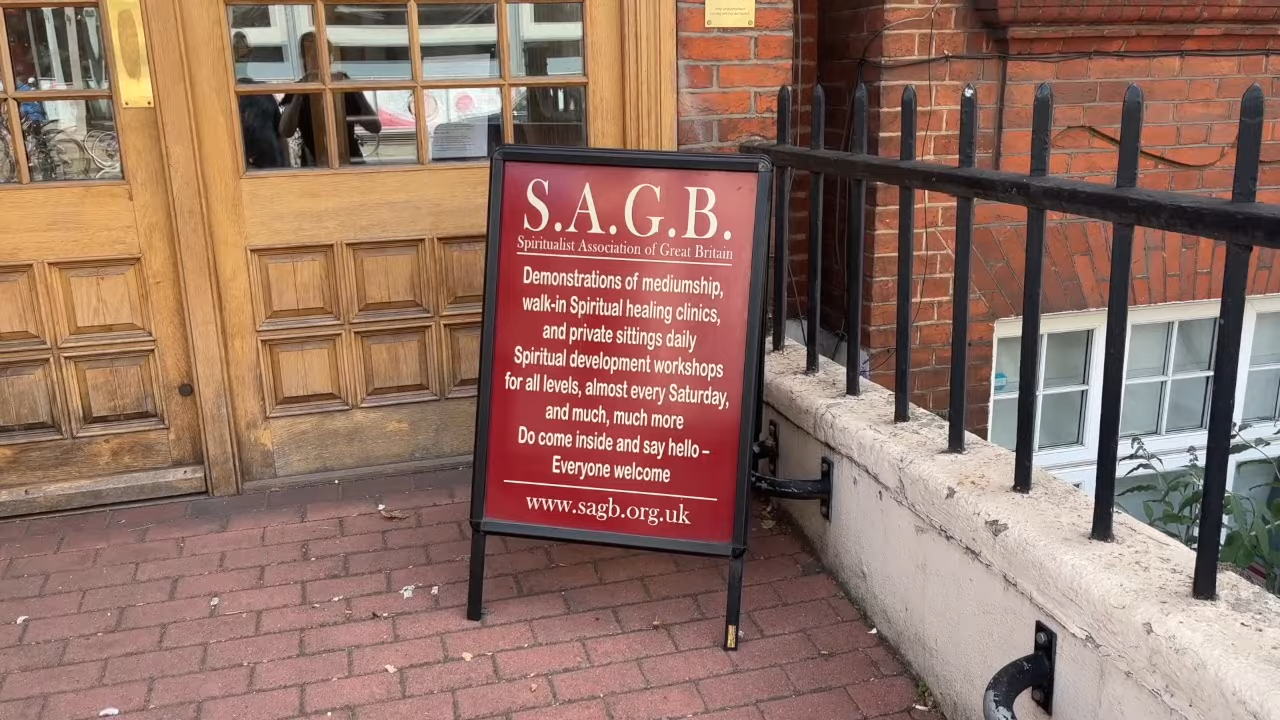 S.A.G.B.
Spiritualist Association of Great Britain
Demonstrations of mediumship,
walk-in Spiritual healing clinics,
and private sittings daily
Spiritual development workshops
for all levels, almost every Saturday,
and much, much more
Do come inside and say hello –
Everyone welcome
www.sagb.org.uk